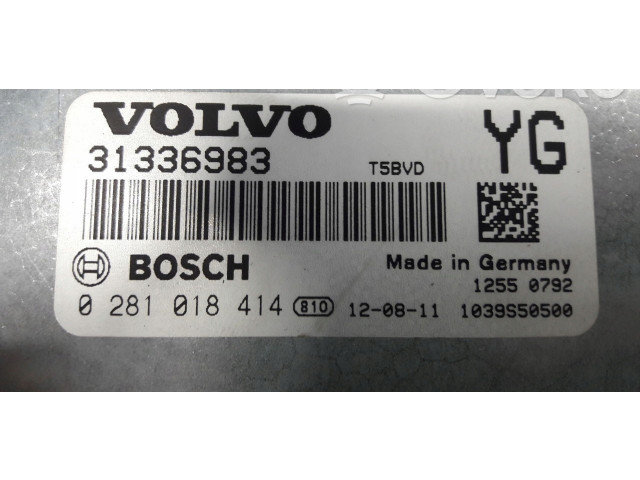 VOLVO YG
31336983 T5BVD
BOSCH Made in Germany
1255 0792
0 281 018 414 810 12-08-11 1039S50500